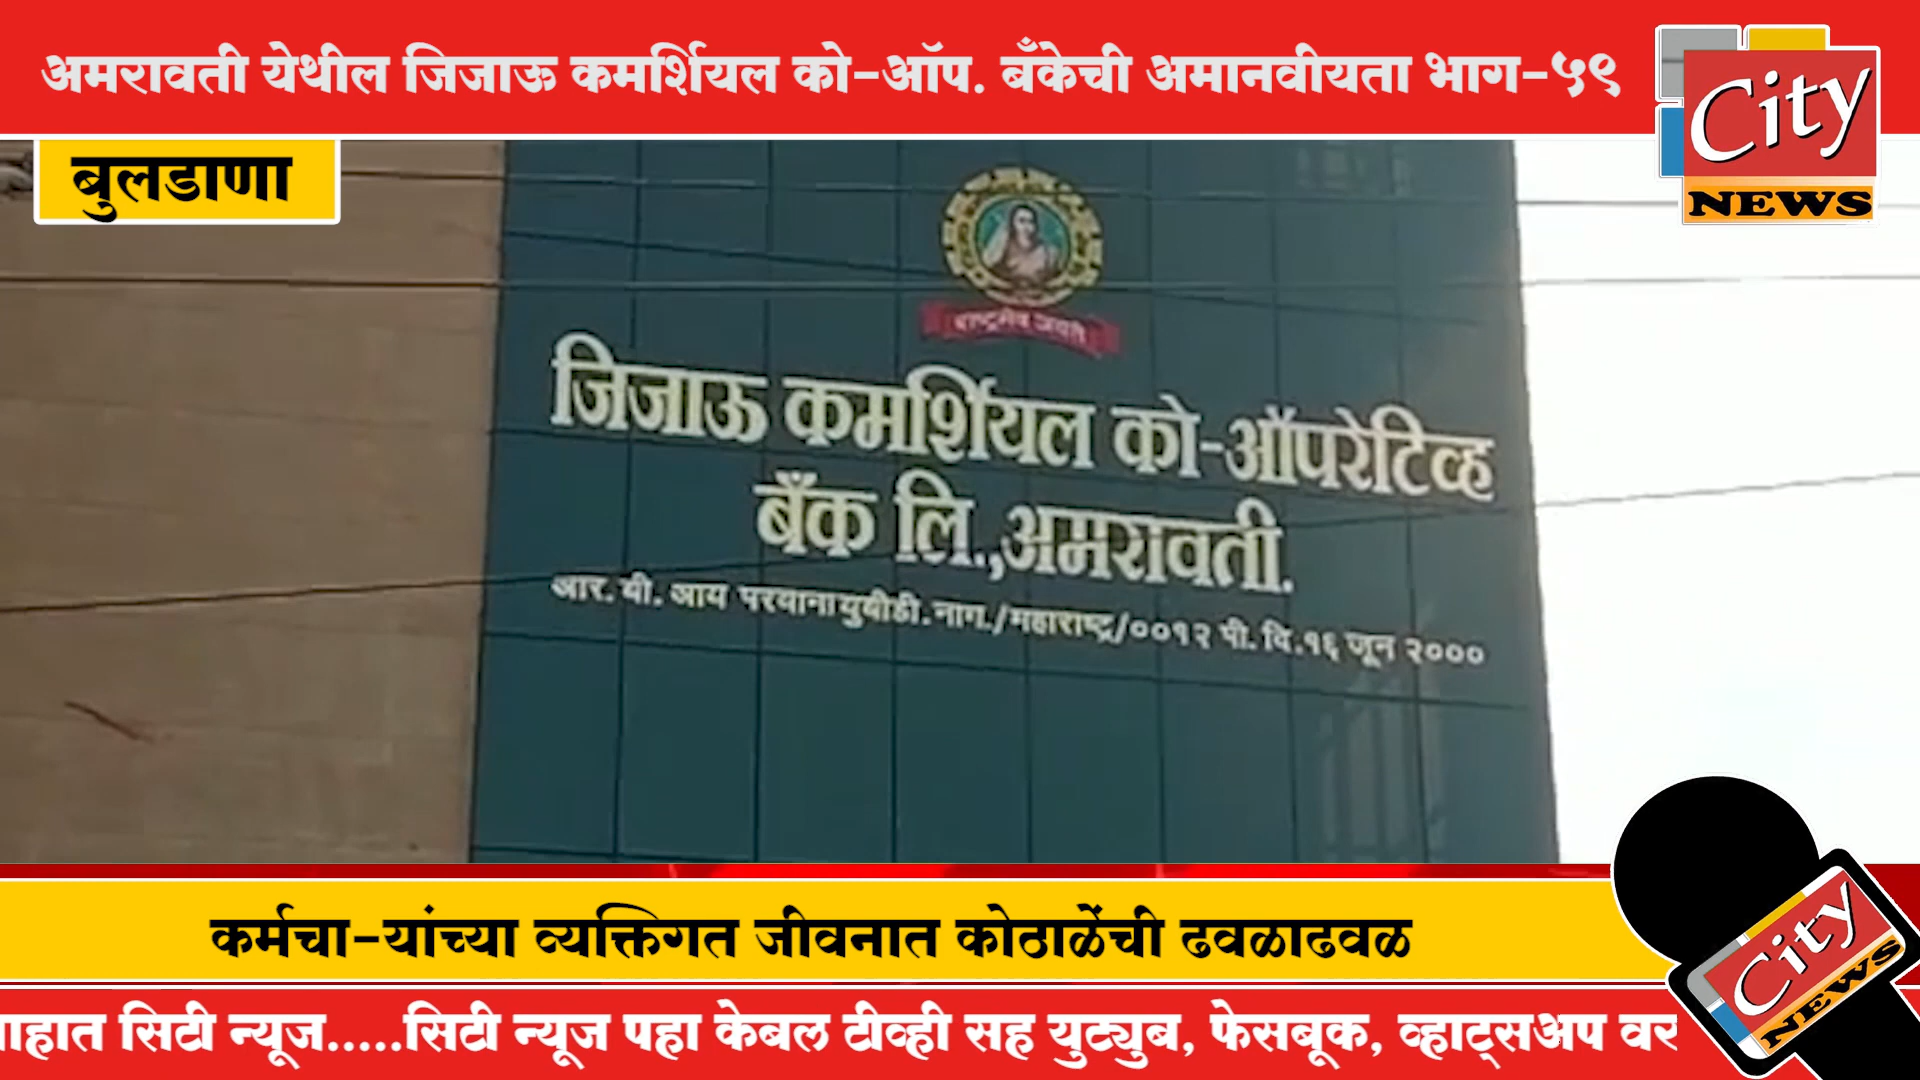 अमरावती येथील जिजाऊ कमर्शियल को-ऑप. बँकेची अमानवीयता भाग-५९
City
NEWS
बुलडाणा
राष्ट्रमेव जयते
जिजाऊ कमर्शियल को-ऑपरेटिव्ह
बँक लि.,अमरावती.
आर. बी. आय परवाना युबीडी. नाग./महाराष्ट्र/००१२ पी. दि.१६ जून २०००
कर्मचा-यांच्या व्यक्तिगत जीवनात कोठाळेंची ढवळाढवळ
City
NEWS
ाहात सिटी न्यूज.....सिटी न्यूज पहा केबल टीव्ही सह युट्युब, फेसबूक, व्हाट्सअप वर